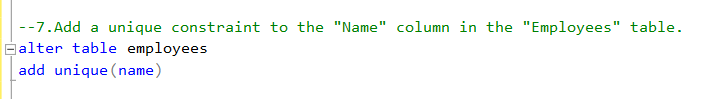 --7.Add a unique constraint to the "Name" column in the "Employees" table.
alter table employees
add unique(name)